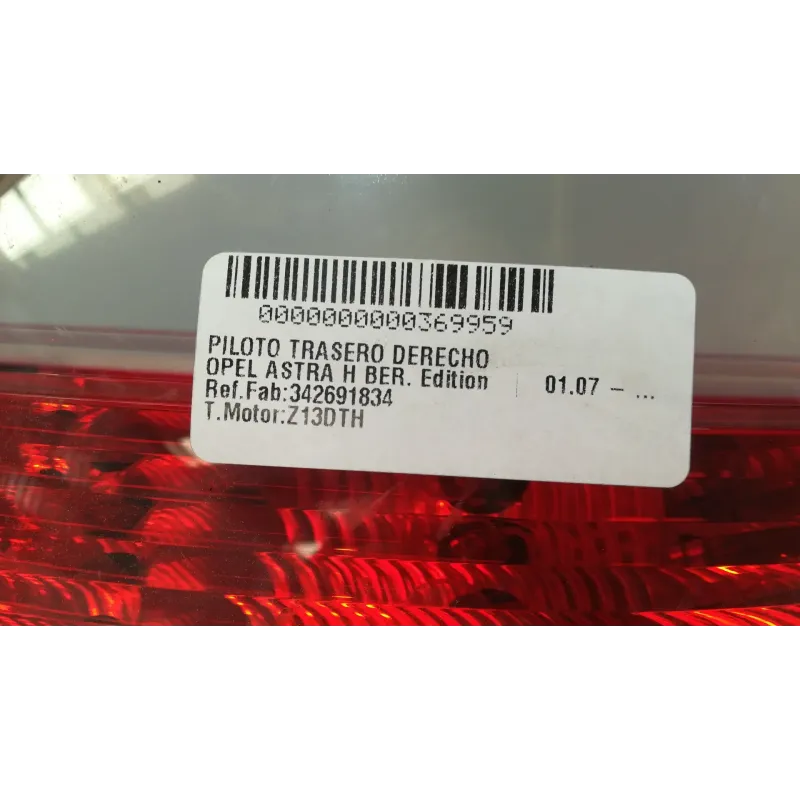 0000000000369959
PILOTO TRASERO DERECHO
OPEL ASTRA H BER. Edition | 01.07 - ...
Ref.Fab:342691834
T.Motor:Z13DTH